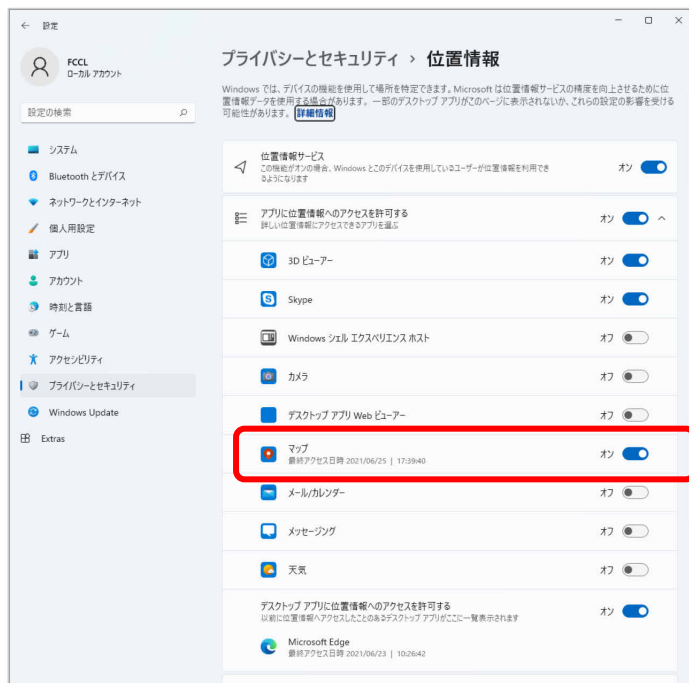 ← 設定
FCCL
ローカル アカウント
設定の検索
システム
Bluetooth とデバイス
ネットワークとインターネット
個人用設定
アプリ
アカウント
時刻と言語
ゲーム
アクセシビリティ
プライバシーとセキュリティ
Windows Update
Extras
プライバシーとセキュリティ › 位置情報
Windows では、デバイスの機能を使用して場所を特定できます。Microsoft は位置情報サービスの精度を向上させるために位
置情報データを使用する場合があります。 一部のデスクトップ アプリがこのページに表示されないか、これらの設定の影響を受ける
可能性があります。 詳細情報
位置情報サービス
この機能がオンの場合、Windows とこのデバイスを使用しているユーザーが位置情報を利用でき
るようになります
オン
アプリに位置情報へのアクセスを許可する
詳しい位置情報にアクセスできるアプリを選ぶ
オン
3D ビューアー オン
Skype オン
Windows シェル エクスペリエンス ホスト オフ
カメラ オフ
デスクトップ アプリ Web ビューアー オフ
マップ
最終アクセス日時 2021/06/25 | 17:39:40
オン
メール/カレンダー オフ
メッセージング オフ
天気 オフ
デスクトップ アプリに位置情報へのアクセスを許可する
以前に位置情報へアクセスしたことのあるデスクトップ アプリがここに一覧表示されます
オン
Microsoft Edge
最終アクセス日時 2021/06/23 | 10:26:42